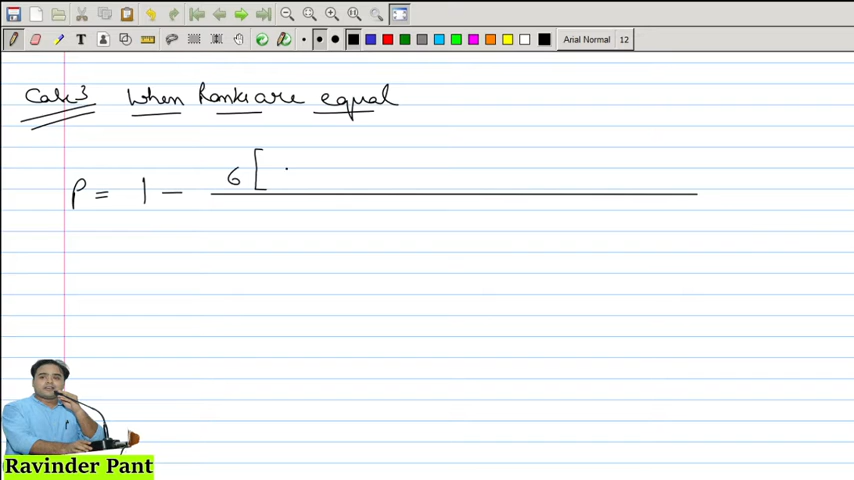 Arial Normal 12
Case 3 When Ranks are equal
6 [
P = 1 -
Ravinder Pant